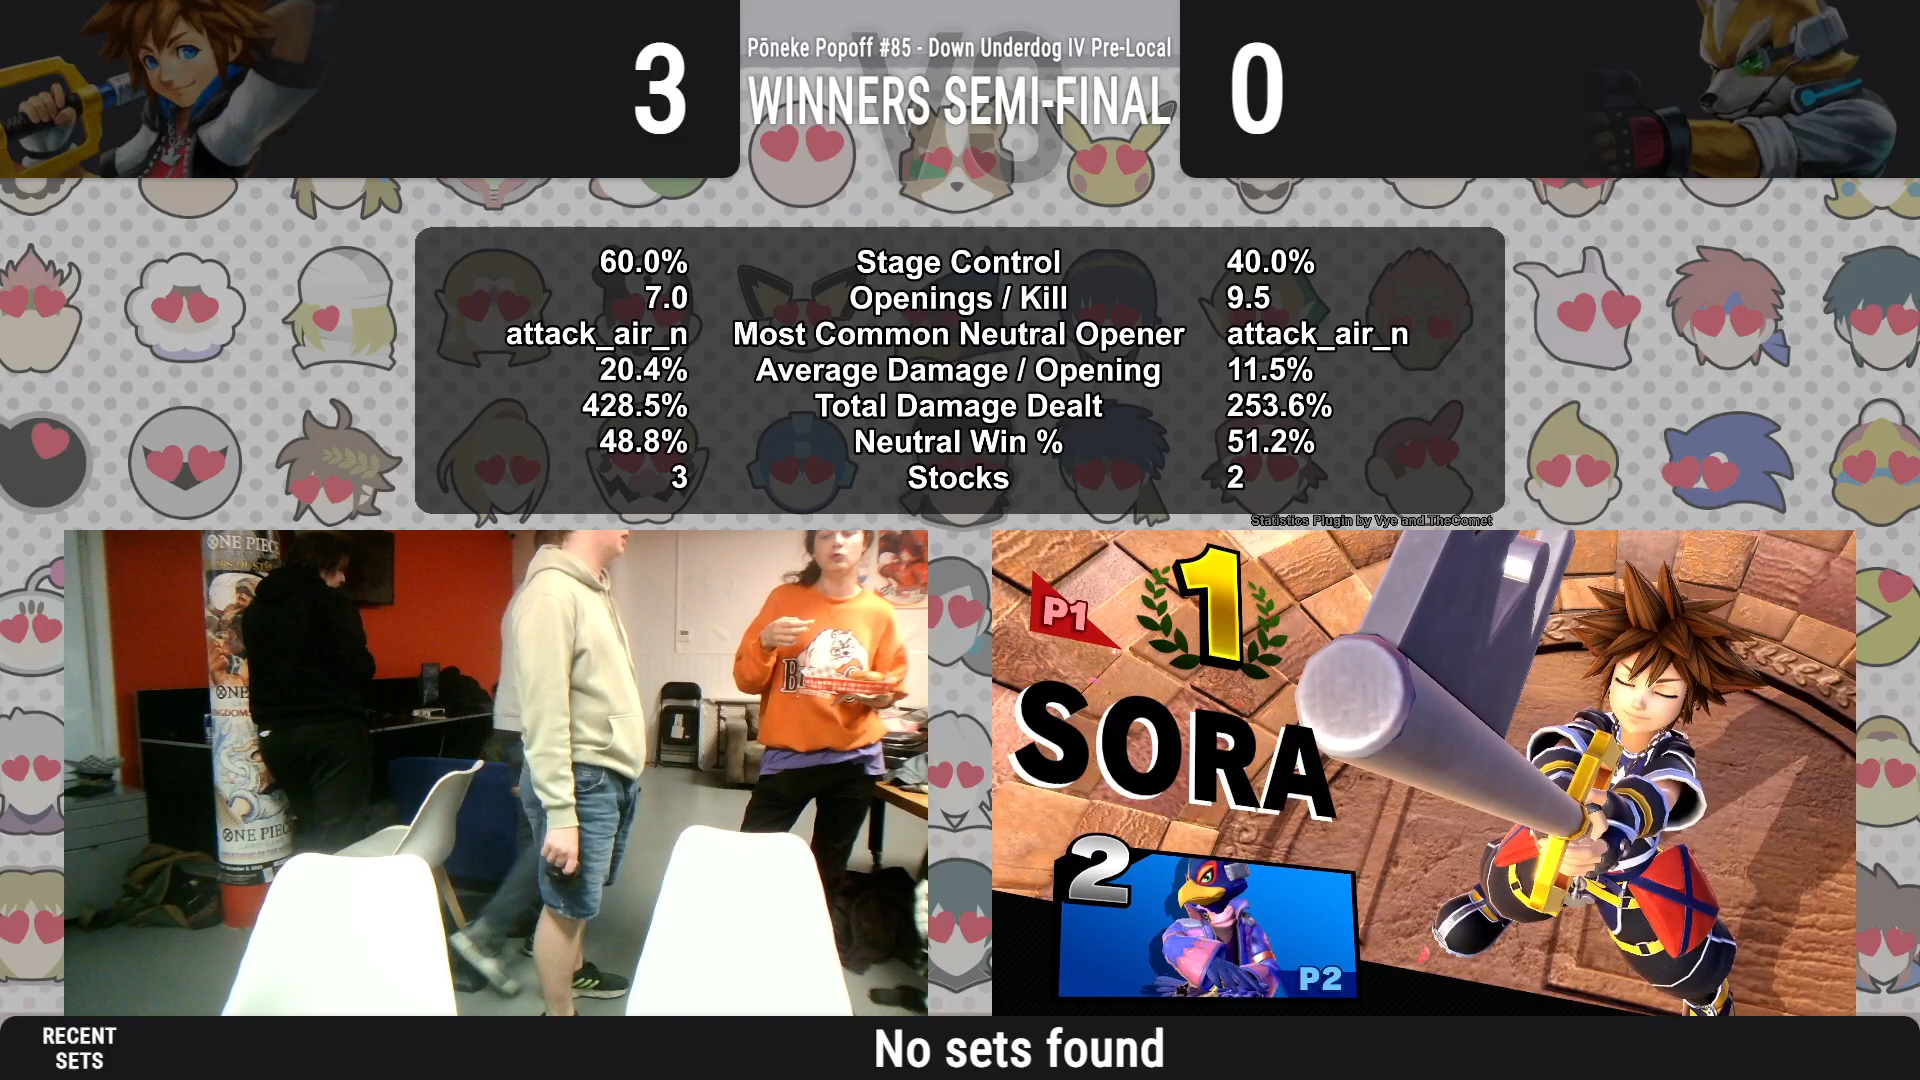 3
Pōneke Popoff #85 - Down Underdog IV Pre-Local
VS
WINNERS SEMI-FINAL
0
60.0% Stage Control 40.0%
7.0 Openings / Kill 9.5
attack_air_n Most Common Neutral Opener attack_air_n
20.4% Average Damage / Opening 11.5%
428.5% Total Damage Dealt 253.6%
48.8% Neutral Win % 51.2%
3 Stocks 2
Statistics Plugin by Vye and TheComet
ONE PIECE
ONE PIECE
P1
1
SORA
2
P2
RECENT
SETS
No sets found